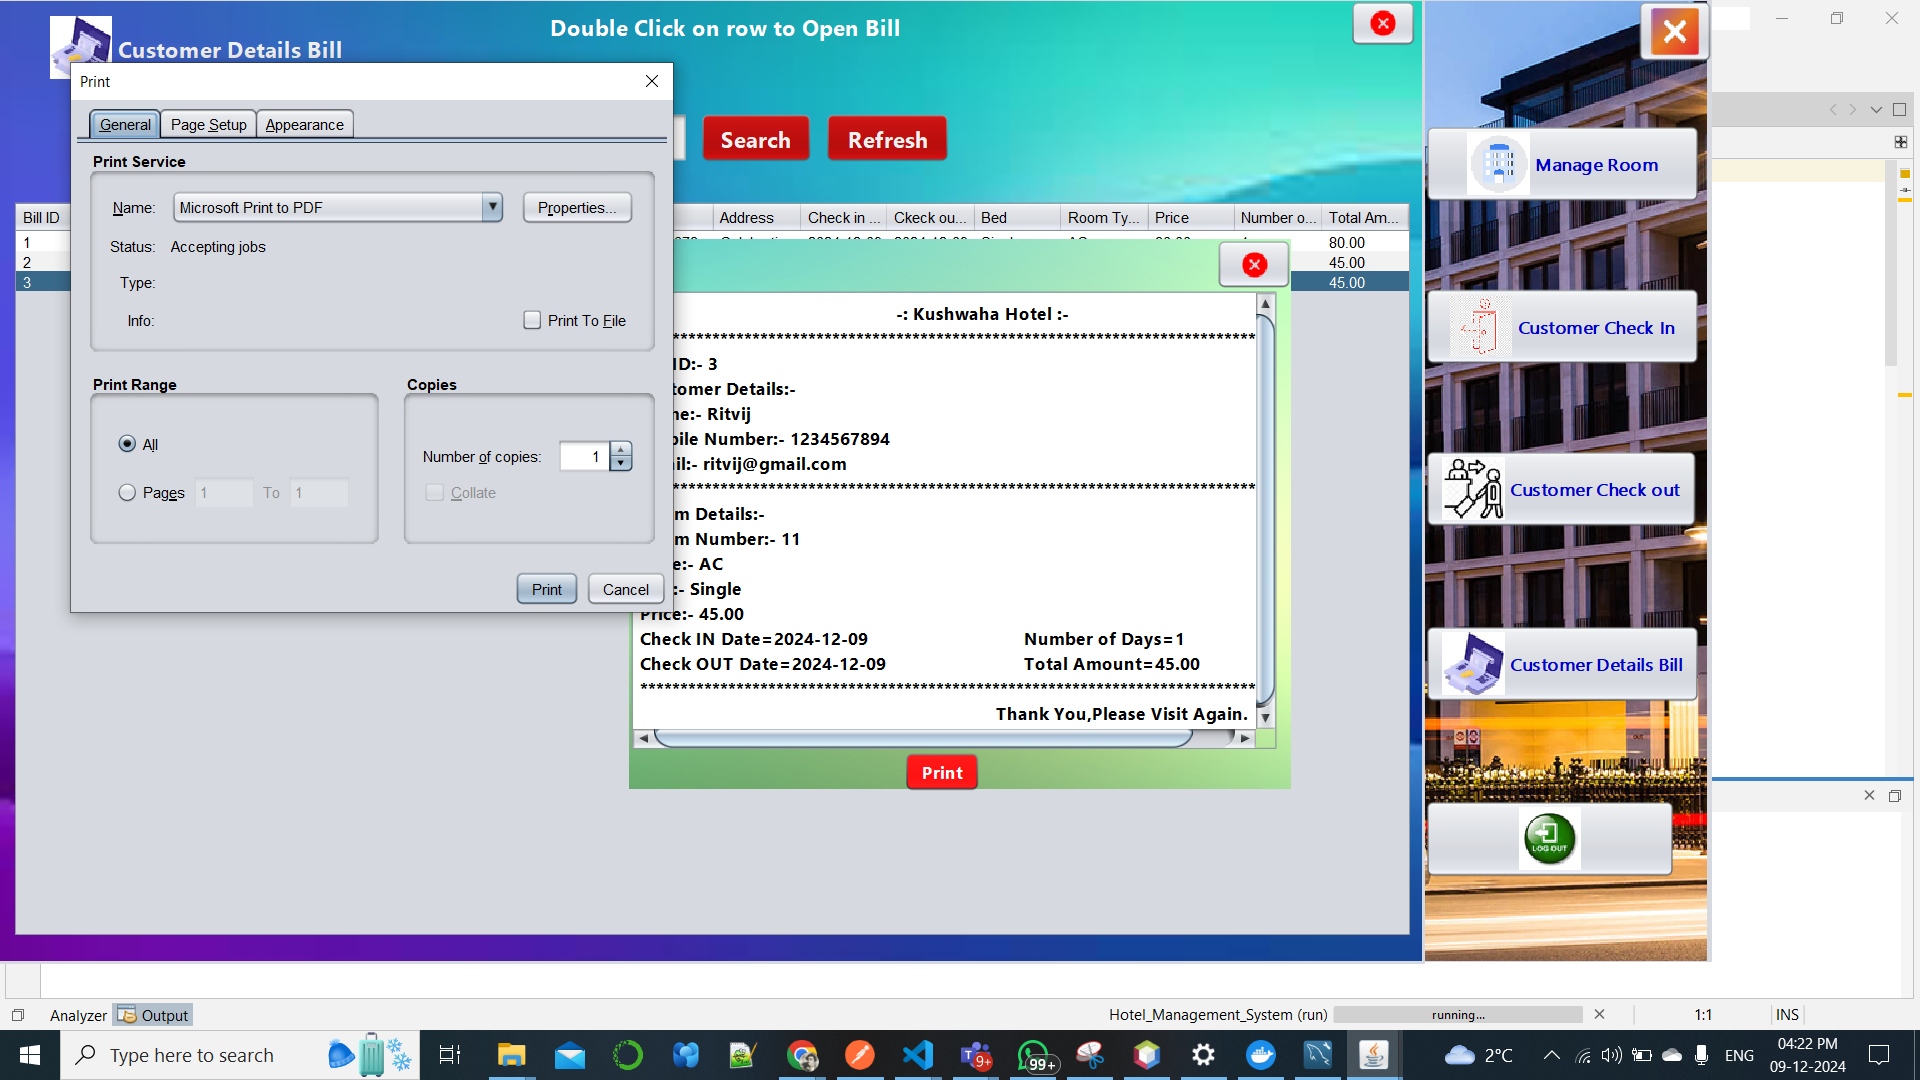 Customer Details Bill
Double Click on row to Open Bill
Print
General Page Setup Appearance
Print Service
Name: Microsoft Print to PDF Properties...
Status: Accepting jobs
Type:
Info: Print To File
Print Range
All
Pages 1 To 1
Copies
Number of copies: 1
Collate
Print Cancel
Search Refresh
Bill ID Address Check in ... Ckeck ou... Bed Room Ty... Price Number o... Total Am...
1 80.00
2 45.00
3 45.00
-: Kushwaha Hotel :-
****************************************************************************
ID:- 3
tomer Details:-
ne:- Ritvij
bile Number:- 1234567894
il:- ritvij@gmail.com
****************************************************************************
m Details:-
m Number:- 11
e:- AC
:- Single
Price:- 45.00
Check IN Date=2024-12-09 Number of Days=1
Check OUT Date=2024-12-09 Total Amount=45.00
****************************************************************************
Thank You,Please Visit Again.
Print
Manage Room
Customer Check In
Customer Check out
Customer Details Bill
LOG OUT
Analyzer Output
Hotel_Management_System (run) running... 1:1 INS
Type here to search
9+
99+
2°C
ENG
04:22 PM
09-12-2024